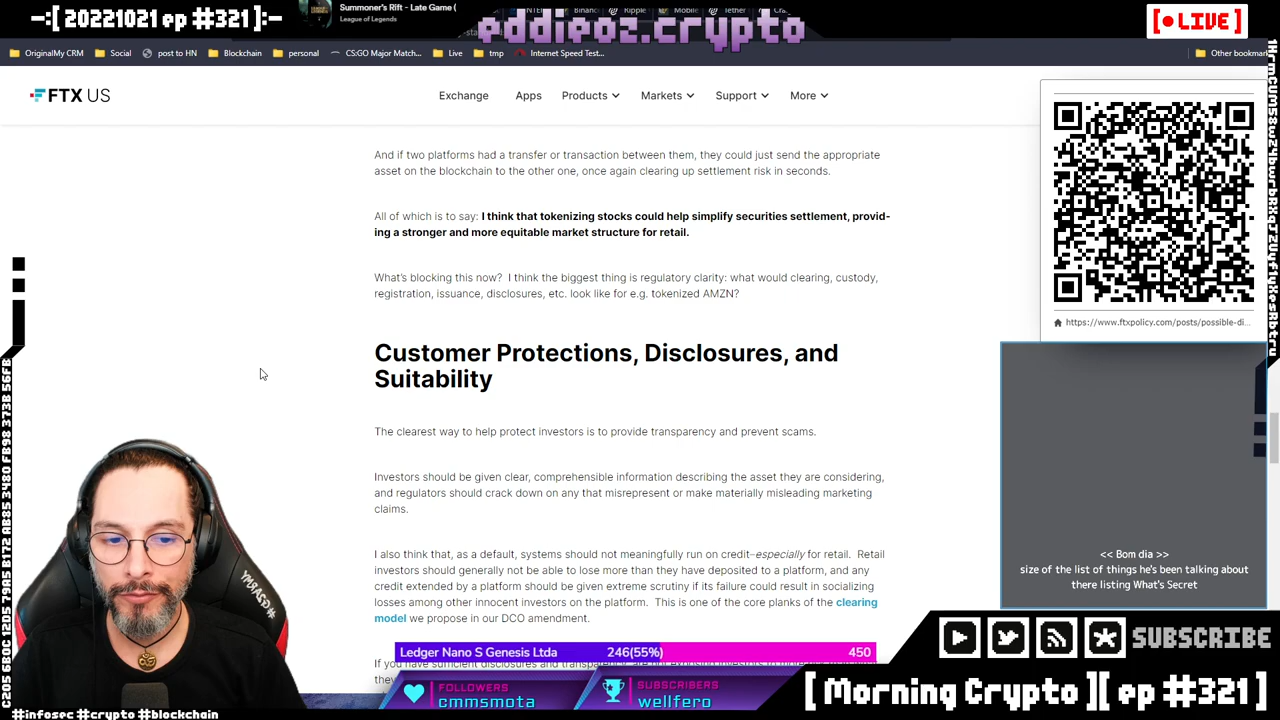 -:[ 20221021 ep #321]:-
Summoner's Rift - Late Game (
League of Legends
Ripple
Mobile
Tether
eddieoz.crypto
[● LIVE]
OriginalMy CRM
Social
post to HN
Blockchain
personal
CS:GO Major Match...
Live
tmp
Internet Speed Test...
Other bookmar
FTX US
Exchange
Apps
Products
Markets
Support
More
And if two platforms had a transfer or transaction between them, they could just send the appropriate
asset on the blockchain to the other one, once again clearing up settlement risk in seconds.
All of which is to say: I think that tokenizing stocks could help simplify securities settlement, provid-
ing a stronger and more equitable market structure for retail.
What's blocking this now? I think the biggest thing is regulatory clarity: what would clearing, custody,
registration, issuance, disclosures, etc. look like for e.g. tokenized AMZN?
Customer Protections, Disclosures, and
Suitability
The clearest way to help protect investors is to provide transparency and prevent scams.
Investors should be given clear, comprehensible information describing the asset they are considering,
and regulators should crack down on any that misrepresent or make materially misleading marketing
claims.
I also think that, as a default, systems should not meaningfully run on credit–especially for retail. Retail
investors should generally not be able to lose more than they have deposited to a platform, and any
credit extended by a platform should be given extreme scrutiny if its failure could result in socializing
losses among other innocent investors on the platform. This is one of the core planks of the clearing
model we propose in our DCO amendment.
https://www.ftxpolicy.com/posts/possible-di...
<< Bom dia >>
size of the list of things he's been talking about
there listing What's Secret
Ledger Nano S Genesis Ltda
246(55%)
450
FOLLOWERS
cmmsmota
SUBSCRIBERS
wellfero
SUBSCRIBE
[ Morning Crypto ][ ep #321 ]
#infosec #crypto #blockchain